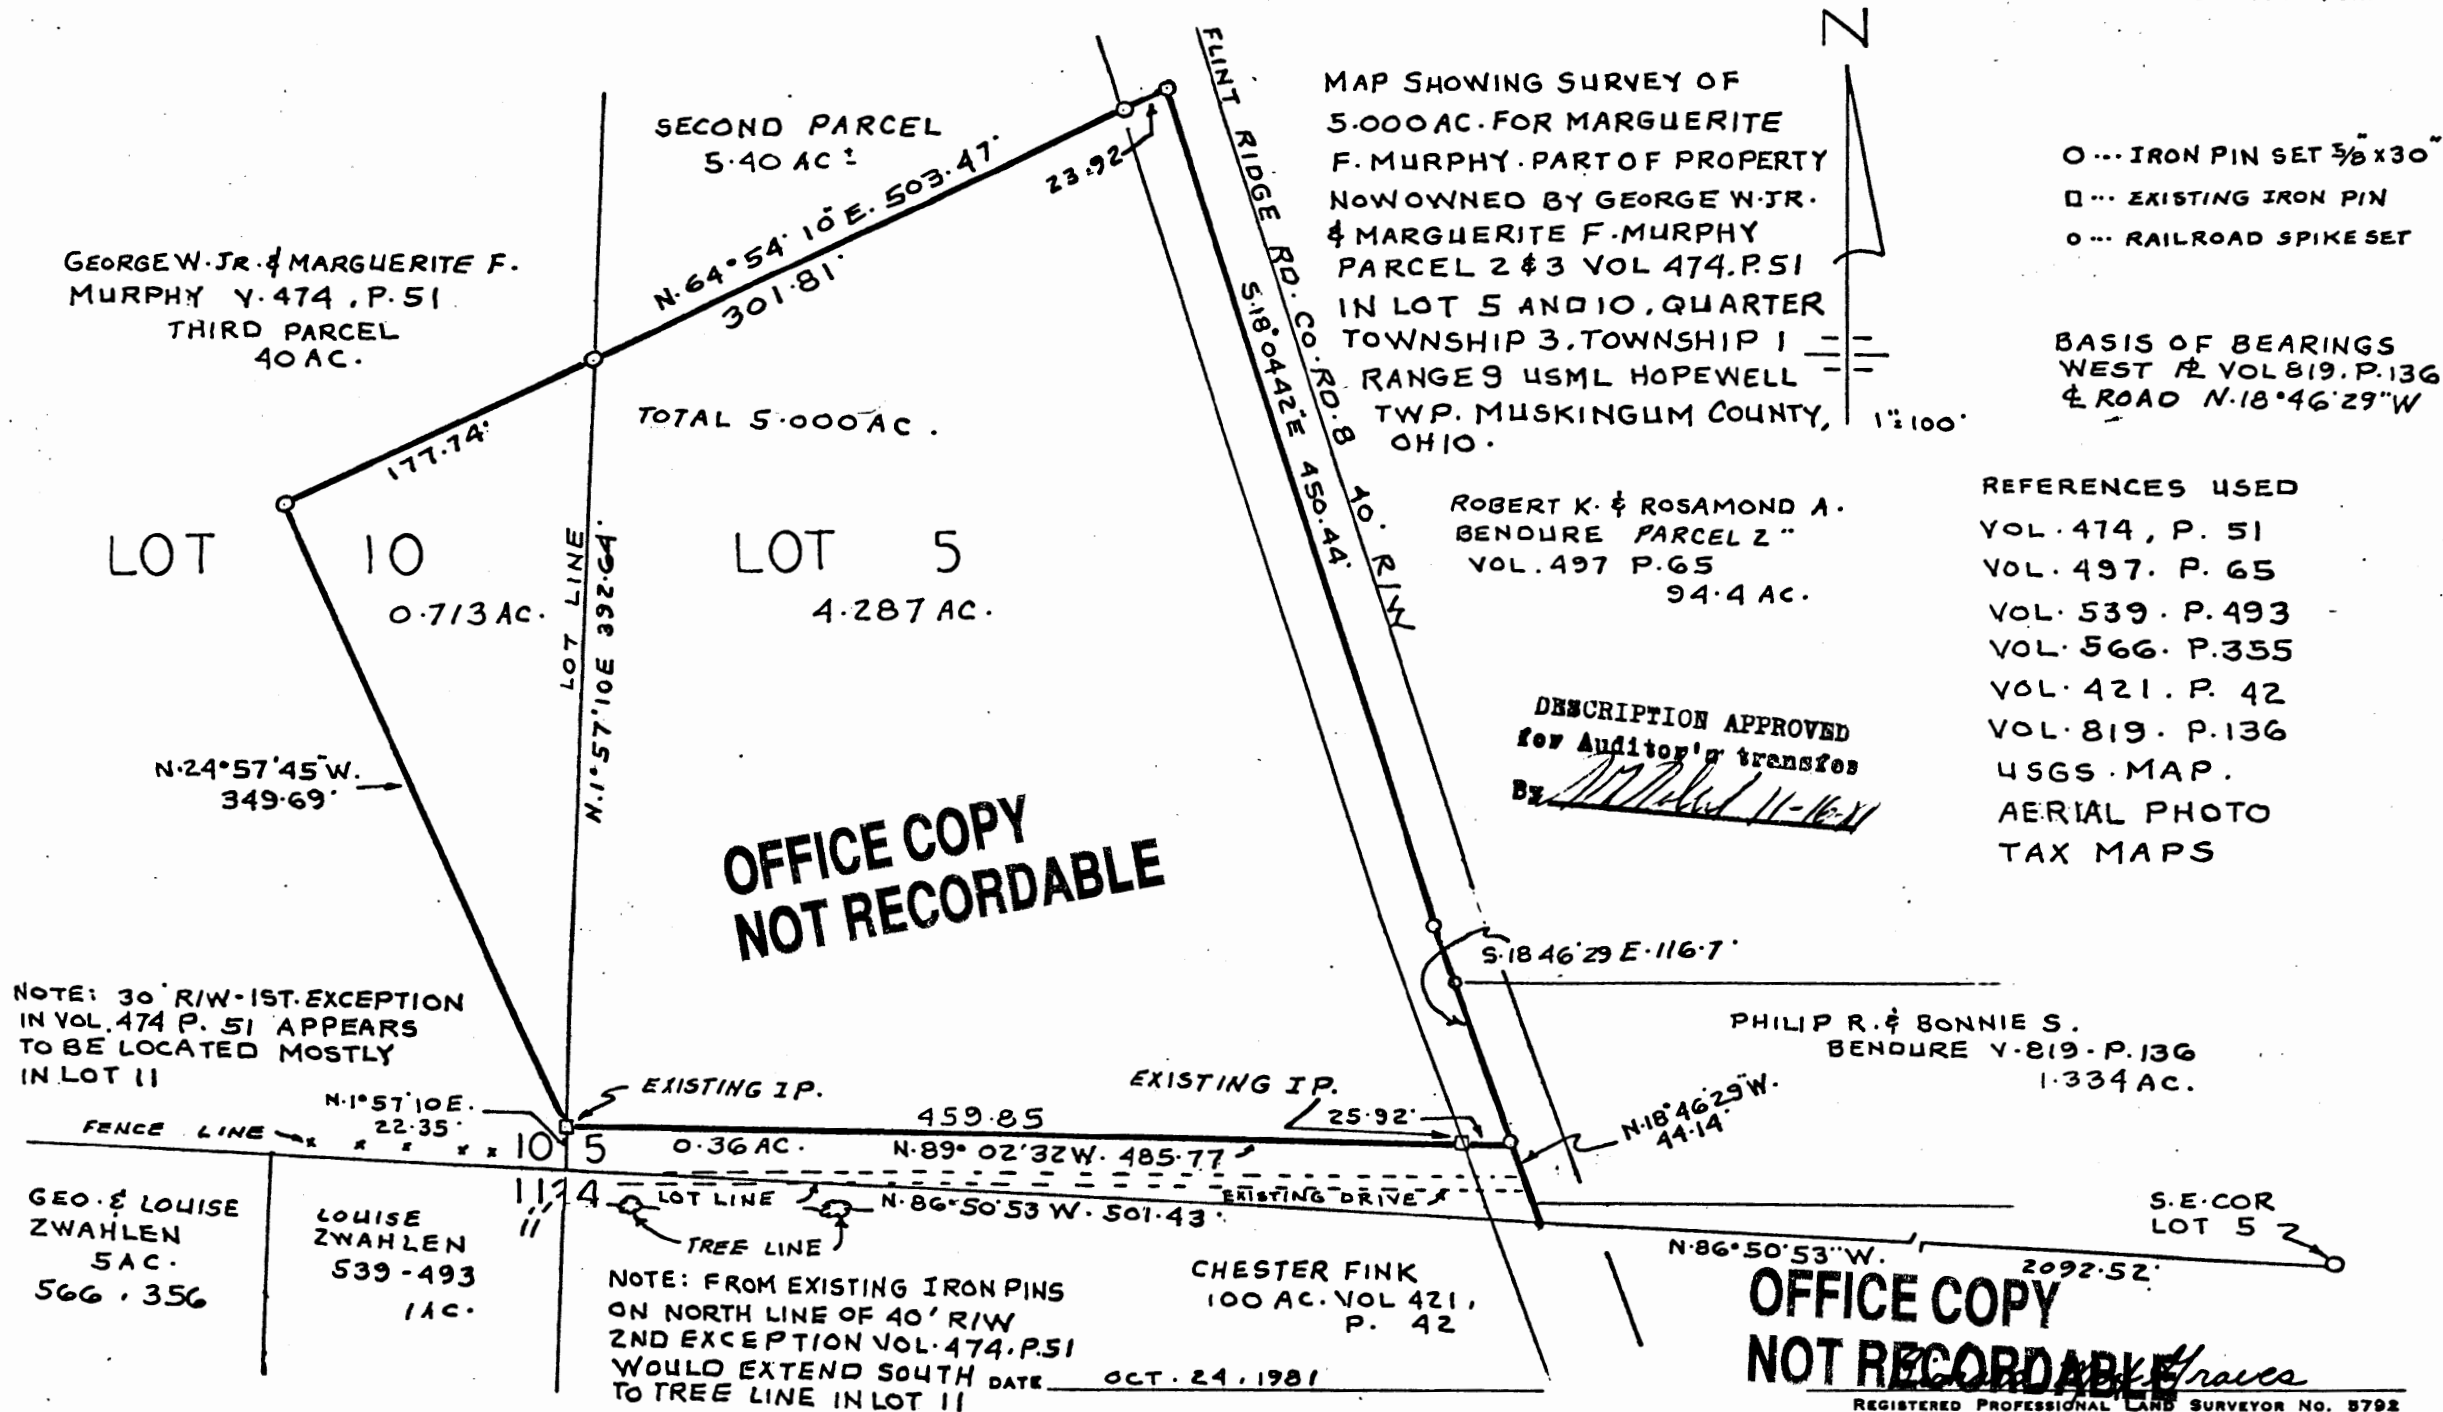 N
MAP SHOWING SURVEY OF
5.000 AC. FOR MARGUERITE
F. MURPHY. PART OF PROPERTY
NOW OWNED BY GEORGE W. JR.
& MARGUERITE F. MURPHY
PARCEL 2 & 3 VOL 474. P. 51
IN LOT 5 AND 10, QUARTER
TOWNSHIP 3. TOWNSHIP 1
RANGE 9 USML HOPEWELL
TWP. MUSKINGUM COUNTY,
OHIO.
1"=100'
O ... IRON PIN SET 5/8" x 30"
□ ... EXISTING IRON PIN
o ... RAILROAD SPIKE SET
BASIS OF BEARINGS
WEST ℄ VOL 819. P. 136
℄ ROAD N. 18° 46' 29" W
REFERENCES USED
VOL. 474, P. 51
VOL. 497. P. 65
VOL. 539. P. 493
VOL. 566. P. 355
VOL. 421. P. 42
VOL. 819. P. 136
USGS. MAP.
AERIAL PHOTO
TAX MAPS
SECOND PARCEL
5.40 AC ±
N. 64° 54' 10" E. 503.47'
301.81'
23.92
177.74'
GEORGE W. JR. & MARGUERITE F.
MURPHY V. 474, P. 51
THIRD PARCEL
40 AC.
FLINT RIDGE RD. CO. RD. 8 40' R/W
S. 18° 04' 42" E 450.44'
TOTAL 5.000 AC.
LOT 10
0.713 AC.
LOT 5
4.287 AC.
LOT LINE
N. 1° 57' 10 E 392.64'
ROBERT K. & ROSAMOND A.
BENDURE PARCEL 2"
VOL. 497 P. 65
94.4 AC.
DESCRIPTION APPROVED
for Auditor's transfer
By 11-16-81
N. 24° 57' 45" W.
349.69'
OFFICE COPY
NOT RECORDABLE
S. 18 46' 29 E. 116.7'
PHILIP R. & BONNIE S.
BENDURE V. 819 - P. 136
1.334 AC.
NOTE: 30' R/W - 1ST. EXCEPTION
IN VOL. 474 P. 51 APPEARS
TO BE LOCATED MOSTLY
IN LOT 11
N. 1° 57' 10 E.
22.35'
FENCE LINE
EXISTING I P.
EXISTING I P.
459.85
25.92'
N. 18° 46' 29" W.
44.14'
10 5
0.36 AC.
N. 89° 02' 32 W. 485.77
11 4
LOT LINE
N. 86° 50' 53 W. 501.43'
EXISTING DRIVE
TREE LINE
GEO. & LOUISE
ZWAHLEN
5 AC.
566. 356
LOUISE
ZWAHLEN
539-493
1 AC.
NOTE: FROM EXISTING IRON PINS
ON NORTH LINE OF 40' R/W
2ND EXCEPTION VOL. 474. P. 51
WOULD EXTEND SOUTH
TO TREE LINE IN LOT 11
CHESTER FINK
100 AC. VOL 421,
P. 42
DATE OCT. 24, 1981
S.E. COR
LOT 5
N. 86° 50' 53" W.
2092.52'
OFFICE COPY
NOT RECORDABLE
Graves
REGISTERED PROFESSIONAL LAND SURVEYOR No. 5792